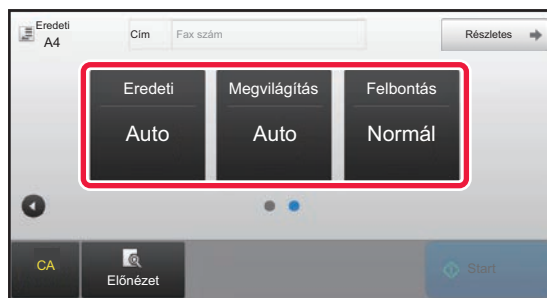 Eredeti
A4
Cím
Fax szám
Részletes
Eredeti
Auto
Megvilágítás
Auto
Felbontás
Normál
CA
Előnézet
Start